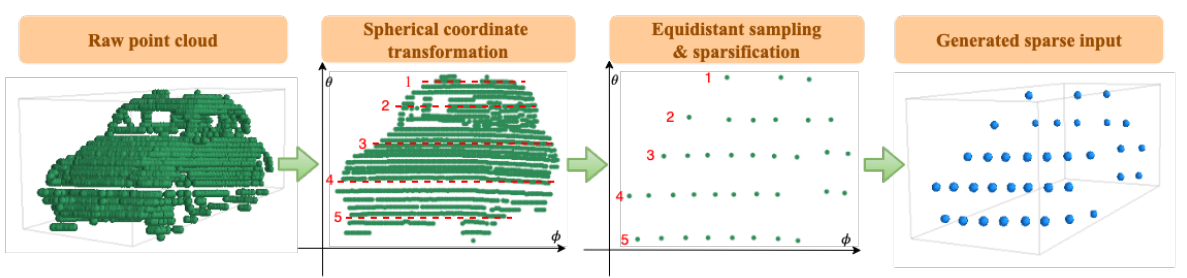 Raw point cloud
Spherical coordinate
transformation
Equidistant sampling
& sparsification
Generated sparse input
θ
1
2
3
4
5
ϕ
θ
1
2
3
4
5
ϕ